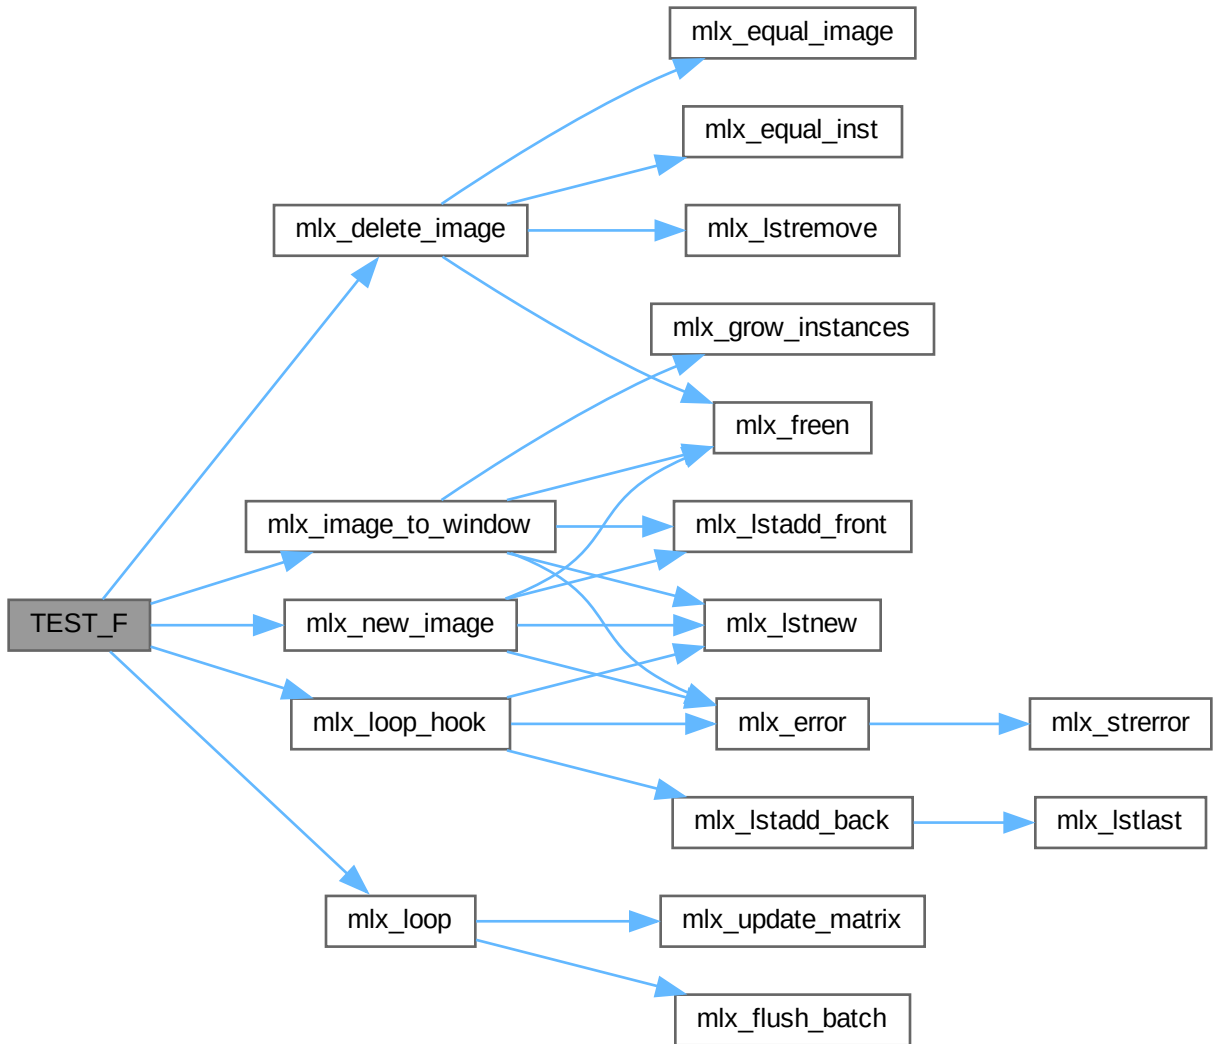 mlx_equal_image
mlx_equal_inst
mlx_delete_image
mlx_lstremove
mlx_grow_instances
mlx_freen
mlx_image_to_window
mlx_lstadd_front
TEST_F
mlx_new_image
mlx_lstnew
mlx_loop_hook
mlx_error
mlx_strerror
mlx_lstadd_back
mlx_lstlast
mlx_loop
mlx_update_matrix
mlx_flush_batch